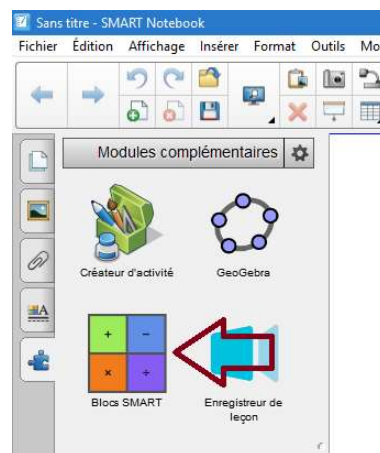 Sans titre - SMART Notebook
Fichier Édition Affichage Insérer Format Outils Mo
Modules complémentaires
Créateur d'activité GeoGebra
+ −
× ÷
Blocs SMART Enregistreur de
leçon